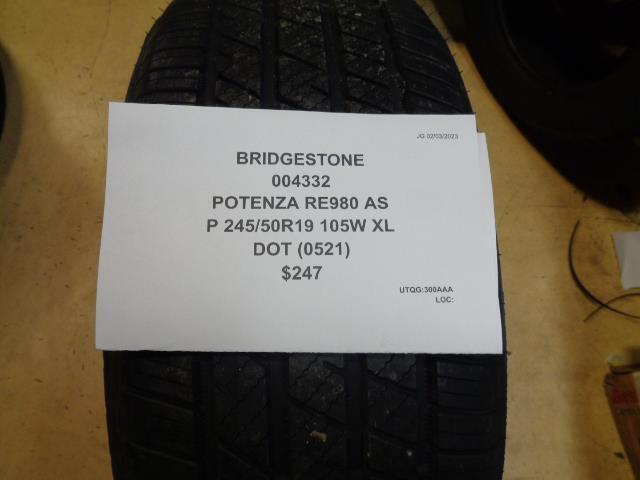 JG 02/03/2023
BRIDGESTONE
004332
POTENZA RE980 AS
P 245/50R19 105W XL
DOT (0521)
$247
UTQG:300AAA
LOC: